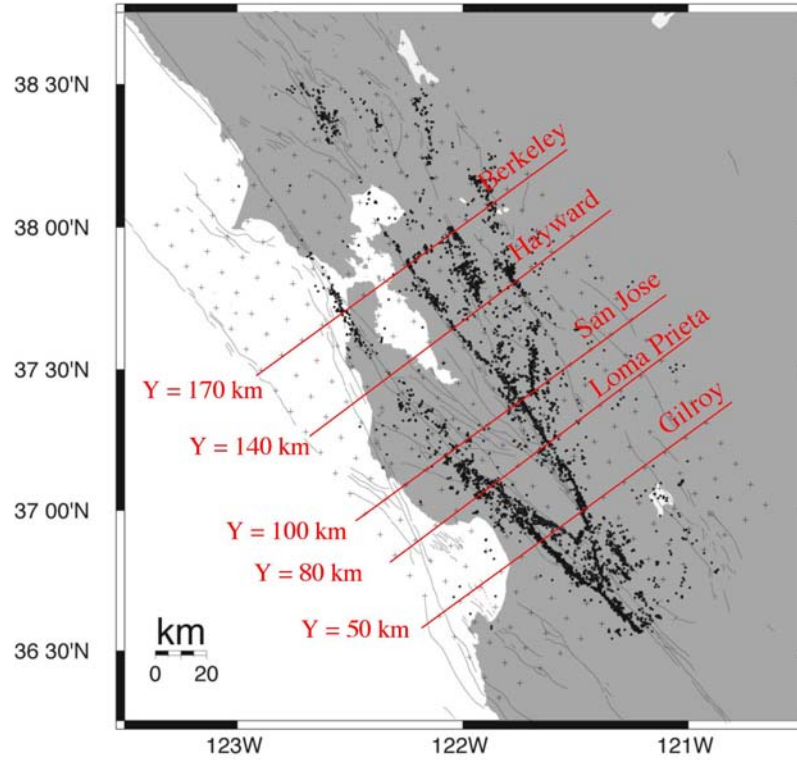 38 30'N
Berkeley
38 00'N
Hayward
San Jose
37 30'N
Loma Prieta
Y = 170 km
Gilroy
Y = 140 km
37 00'N
Y = 100 km
Y = 80 km
km
Y = 50 km
36 30'N
0 20
123W
122W
121W